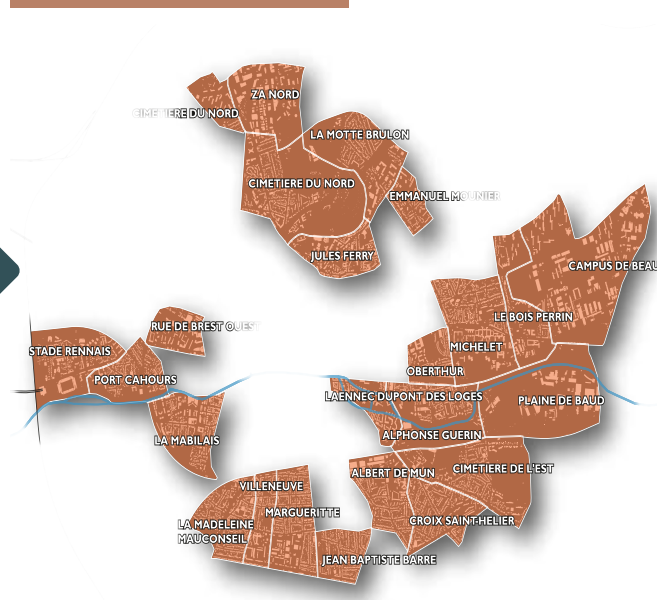 ZA NORD
CIMETIERE DU NORD
LA MOTTE BRULON
CIMETIERE DU NORD
EMMANUEL MOUNIER
JULES FERRY
CAMPUS DE BEAU
LE BOIS PERRIN
RUE DE BREST OUEST
STADE RENNAIS
MICHELET
OBERTHUR
PORT CAHOURS
LAENNEC DUPONT DES LOGES
PLAINE DE BAUD
ALPHONSE GUERIN
LA MABILAIS
ALBERT DE MUN
CIMETIERE DE L'EST
VILLENEUVE
MARGUERITTE
CROIX SAINT-HELIER
LA MADELEINE
MAUCONSEIL
JEAN BAPTISTE BARRE